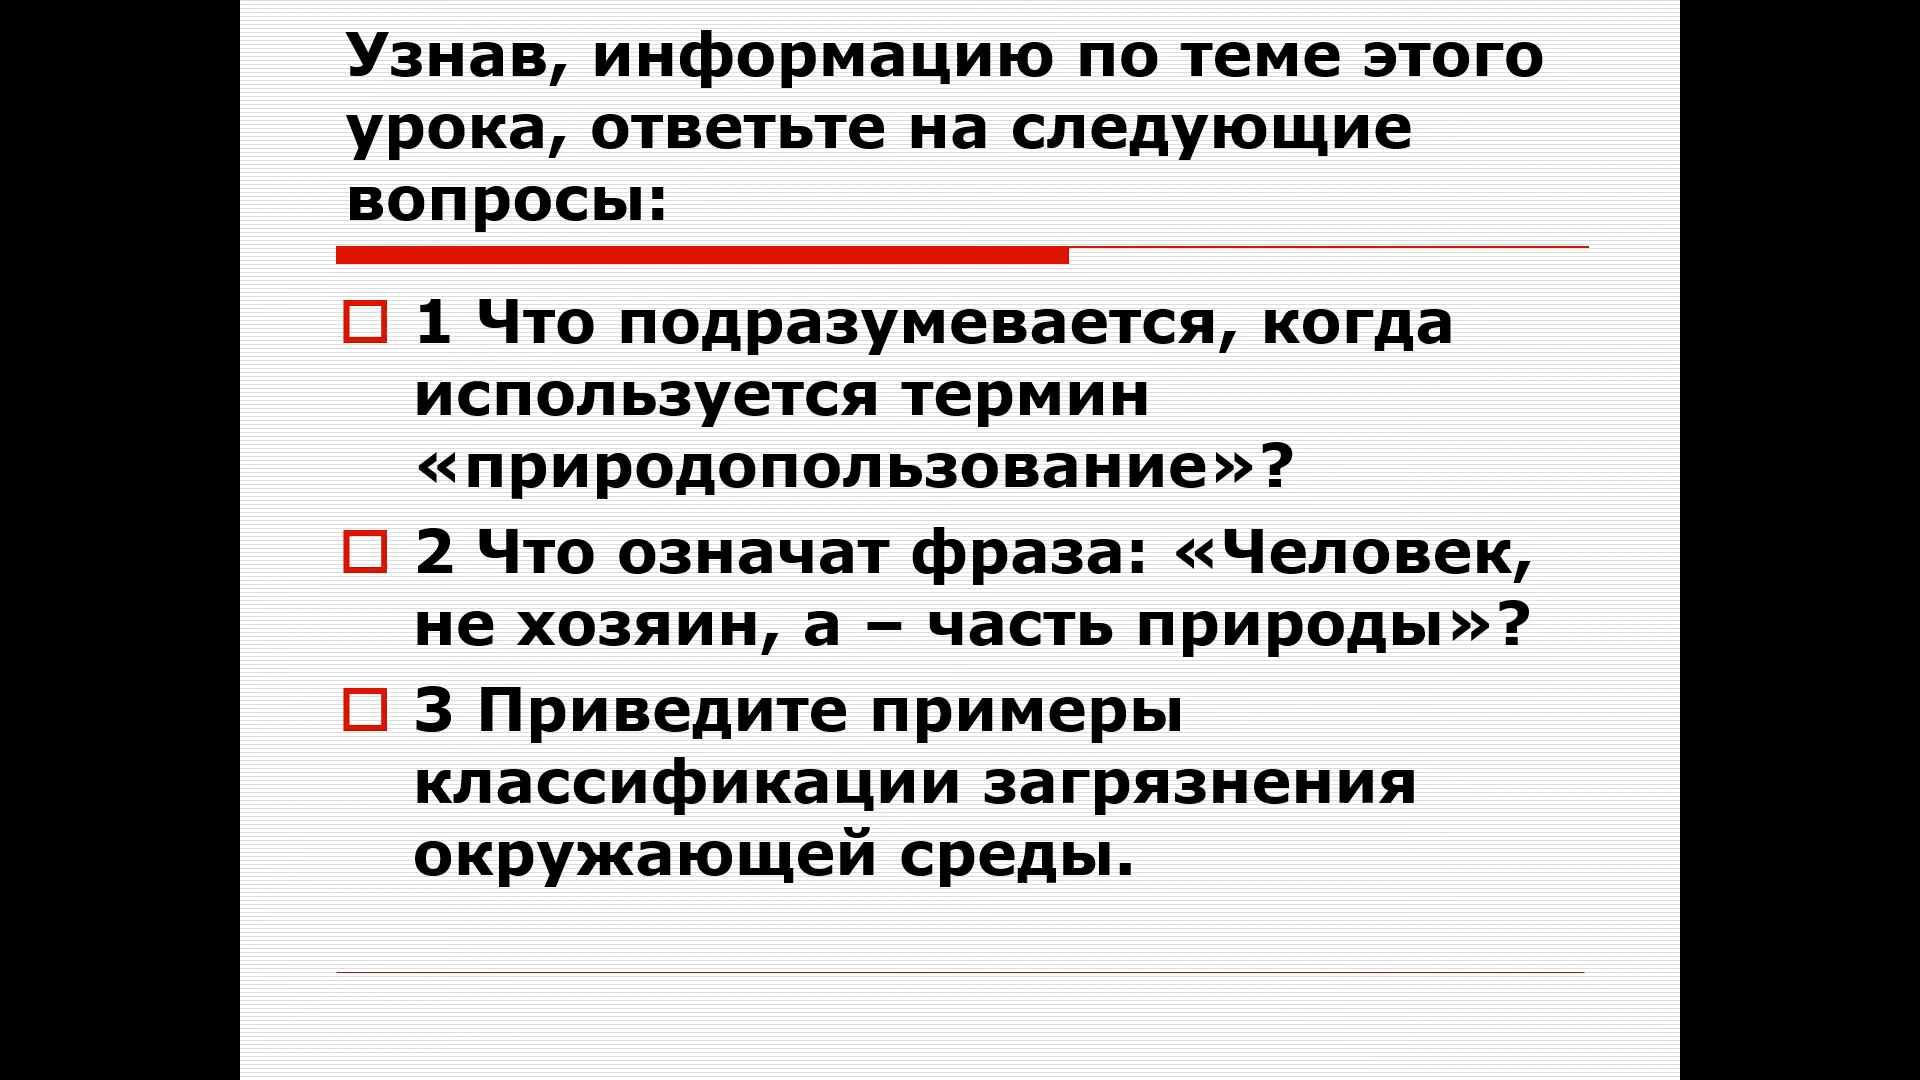 Узнав, информацию по теме этого
урока, ответьте на следующие
вопросы:
1 Что подразумевается, когда
используется термин
«природопользование»?
2 Что означат фраза: «Человек,
не хозяин, а – часть природы»?
3 Приведите примеры
классификации загрязнения
окружающей среды.